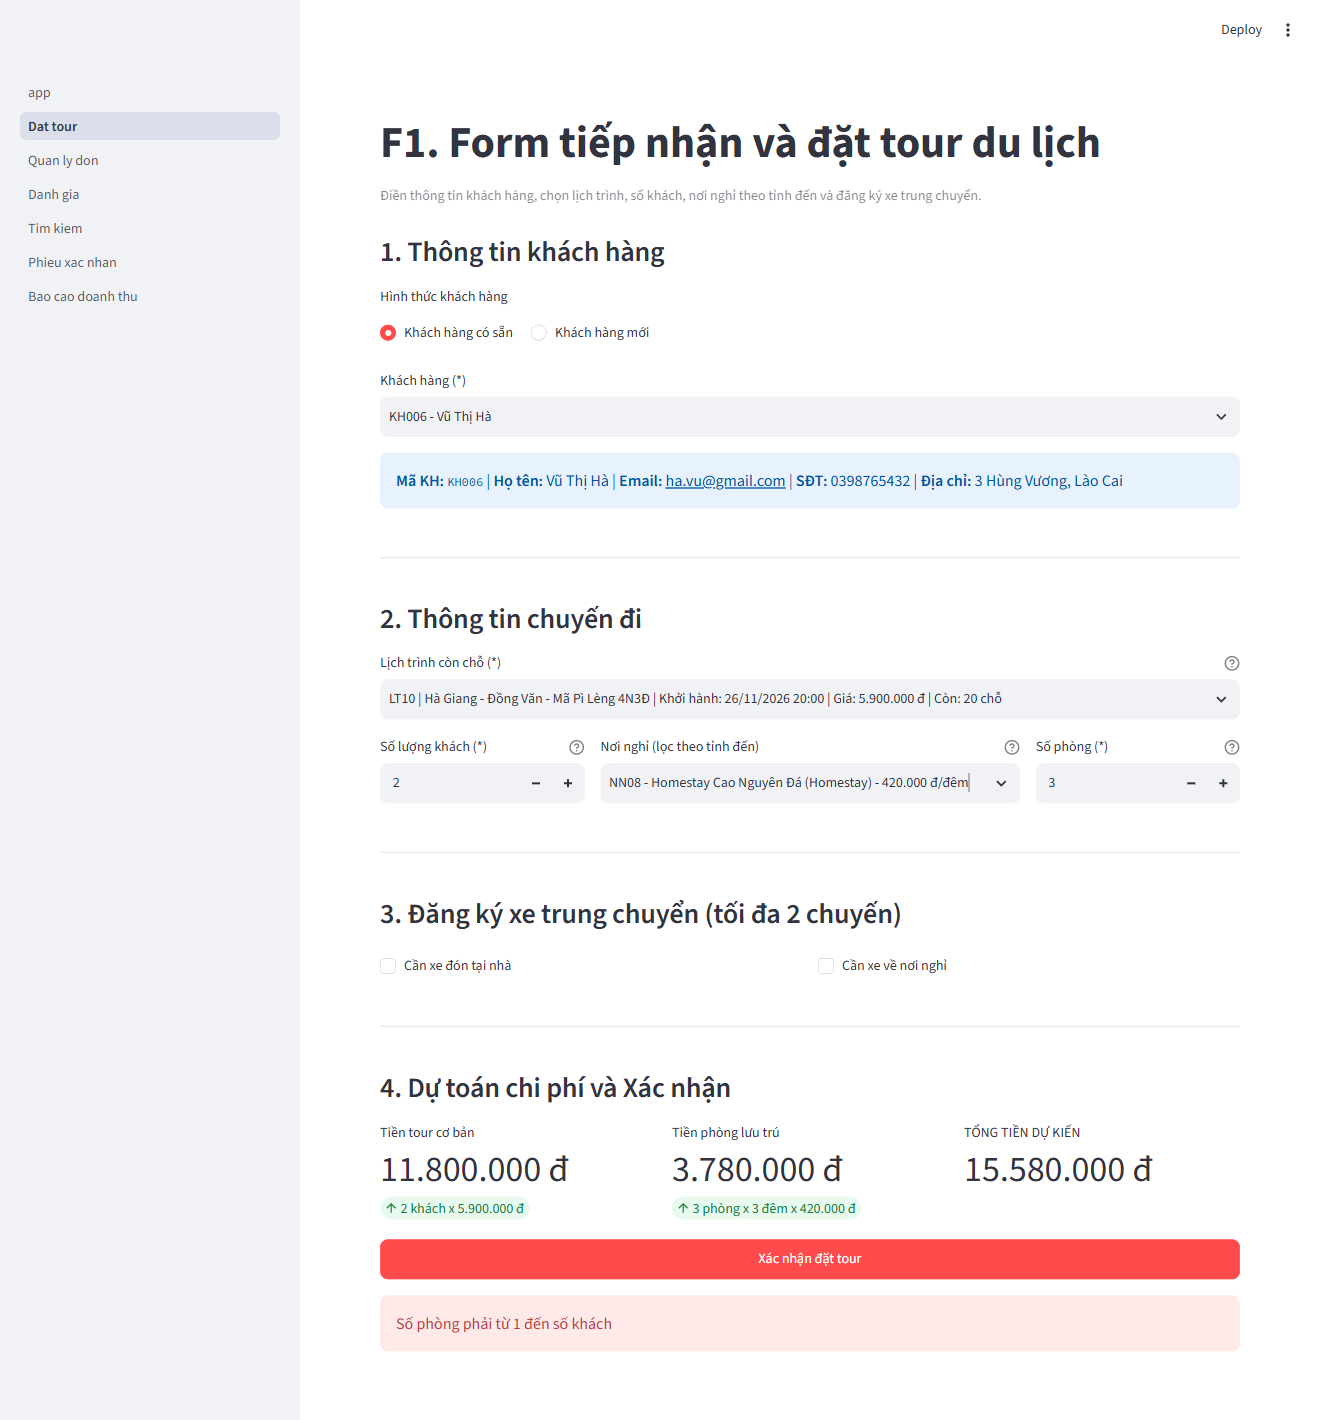 Deploy
app
Dat tour
Quan ly don
Danh gia
Tim kiem
Phieu xac nhan
Bao cao doanh thu
F1. Form tiếp nhận và đặt tour du lịch
Điền thông tin khách hàng, chọn lịch trình, số khách, nơi nghỉ theo tỉnh đến và đăng ký xe trung chuyển.
1. Thông tin khách hàng
Hình thức khách hàng
Khách hàng có sẵn
Khách hàng mới
Khách hàng (*)
KH006 - Vũ Thị Hà
Mã KH: KH006 | Họ tên: Vũ Thị Hà | Email: ha.vu@gmail.com | SĐT: 0398765432 | Địa chỉ: 3 Hùng Vương, Lào Cai
2. Thông tin chuyến đi
Lịch trình còn chỗ (*)
LT10 | Hà Giang - Đồng Văn - Mã Pì Lèng 4N3Đ | Khởi hành: 26/11/2026 20:00 | Giá: 5.900.000 đ | Còn: 20 chỗ
Số lượng khách (*)
Nơi nghỉ (lọc theo tỉnh đến)
Số phòng (*)
2
NN08 - Homestay Cao Nguyên Đá (Homestay) - 420.000 đ/đêm
3
3. Đăng ký xe trung chuyển (tối đa 2 chuyến)
Cần xe đón tại nhà
Cần xe về nơi nghỉ
4. Dự toán chi phí và Xác nhận
Tiền tour cơ bản
Tiền phòng lưu trú
TỔNG TIỀN DỰ KIẾN
11.800.000 đ
3.780.000 đ
15.580.000 đ
↑ 2 khách x 5.900.000 đ
↑ 3 phòng x 3 đêm x 420.000 đ
Xác nhận đặt tour
Số phòng phải từ 1 đến số khách